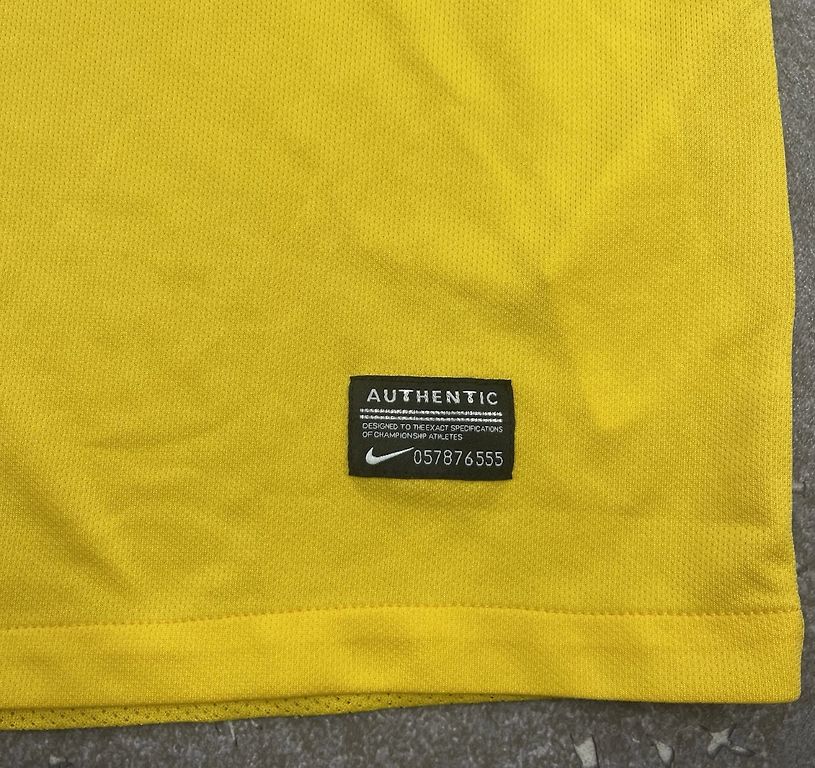 AUTHENTIC
DESIGNED TO THE EXACT SPECIFICATIONS
OF CHAMPIONSHIP ATHLETES
057876555